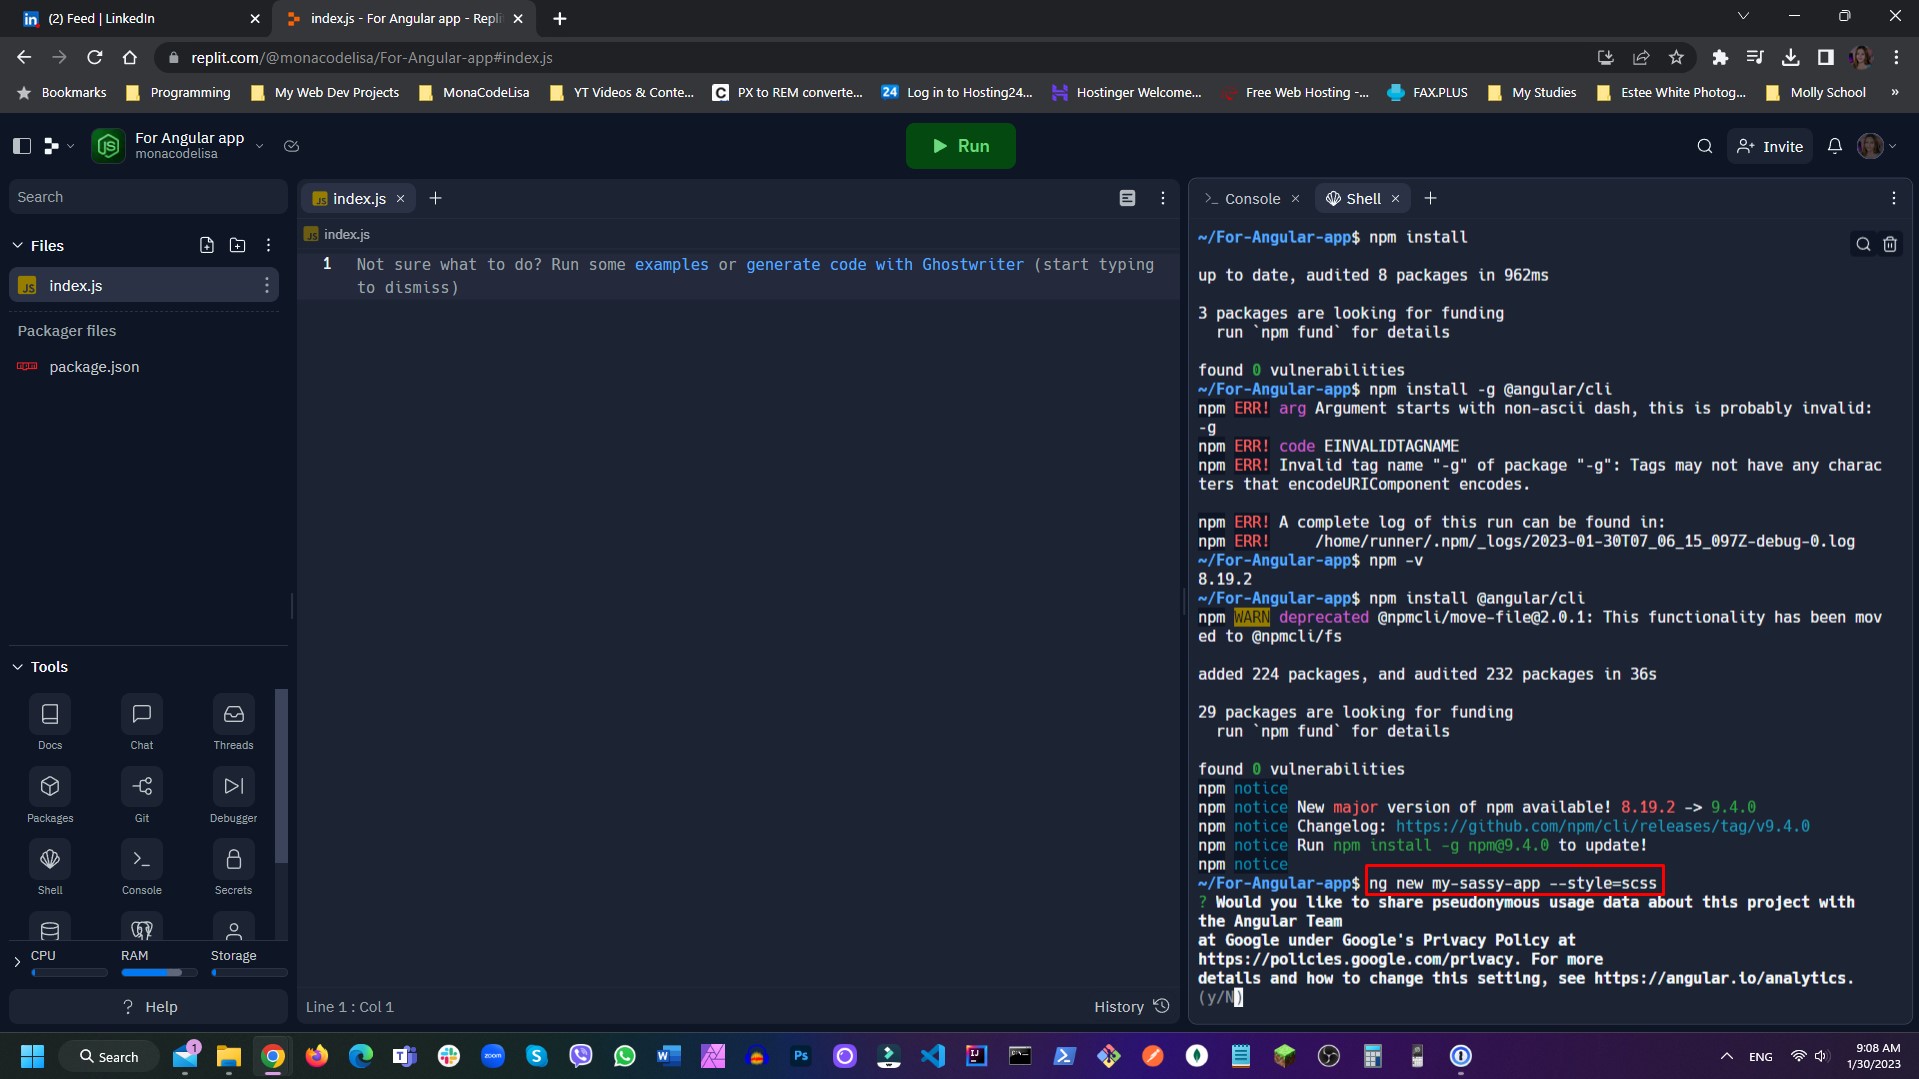 (2) Feed | LinkedIn
index.js - For Angular app - Repli
replit.com/@monacodelisa/For-Angular-app#index.js
Bookmarks
Programming
My Web Dev Projects
MonaCodeLisa
YT Videos & Conte...
PX to REM converte...
24
Log in to Hosting24...
Hostinger Welcome...
Free Web Hosting -...
FAX.PLUS
My Studies
Estee White Photog...
Molly School
»
For Angular app
monacodelisa
Run
Invite
Search
Files
index.js
Packager files
package.json
Tools
Docs
Chat
Threads
Packages
Git
Debugger
Shell
Console
Secrets
CPU
RAM
Storage
? Help
index.js
index.js
1 Not sure what to do? Run some examples or generate code with Ghostwriter (start typing
to dismiss)
Line 1 : Col 1
History
Console
Shell
~/For-Angular-app$ npm install
up to date, audited 8 packages in 962ms
3 packages are looking for funding
run `npm fund` for details
found 0 vulnerabilities
~/For-Angular-app$ npm install -g @angular/cli
npm ERR! arg Argument starts with non-ascii dash, this is probably invalid:
–g
npm ERR! code EINVALIDTAGNAME
npm ERR! Invalid tag name "–g" of package "–g": Tags may not have any charac
ters that encodeURIComponent encodes.
npm ERR! A complete log of this run can be found in:
npm ERR! /home/runner/.npm/_logs/2023-01-30T07_06_15_097Z-debug-0.log
~/For-Angular-app$ npm -v
8.19.2
~/For-Angular-app$ npm install @angular/cli
npm WARN deprecated @npmcli/move-file@2.0.1: This functionality has been mov
ed to @npmcli/fs
added 224 packages, and audited 232 packages in 36s
29 packages are looking for funding
run `npm fund` for details
found 0 vulnerabilities
npm notice
npm notice New major version of npm available! 8.19.2 -> 9.4.0
npm notice Changelog: https://github.com/npm/cli/releases/tag/v9.4.0
npm notice Run npm install -g npm@9.4.0 to update!
npm notice
~/For-Angular-app$ ng new my-sassy-app --style=scss
? Would you like to share pseudonymous usage data about this project with
the Angular Team
at Google under Google's Privacy Policy at
https://policies.google.com/privacy. For more
details and how to change this setting, see https://angular.io/analytics.
(y/N)
Search
1
zoom
Ps
ENG
9:08 AM
1/30/2023